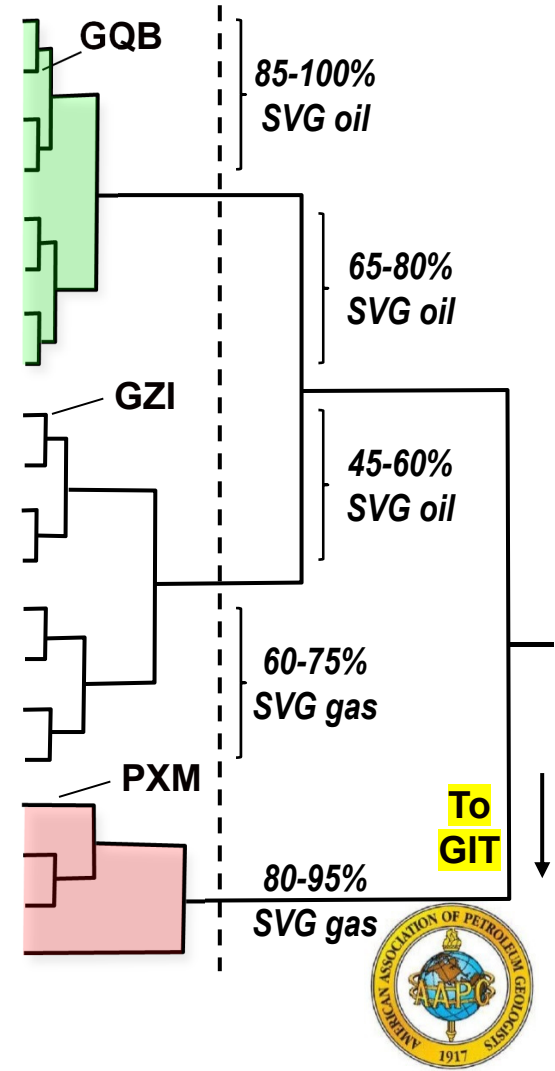 GQB
85-100%
SVG oil
65-80%
SVG oil
GZI
45-60%
SVG oil
60-75%
SVG gas
PXM
To
GIT
80-95%
SVG gas
AMERICAN ASSOCIATION OF PETROLEUM GEOLOGISTS
AAPG
1917